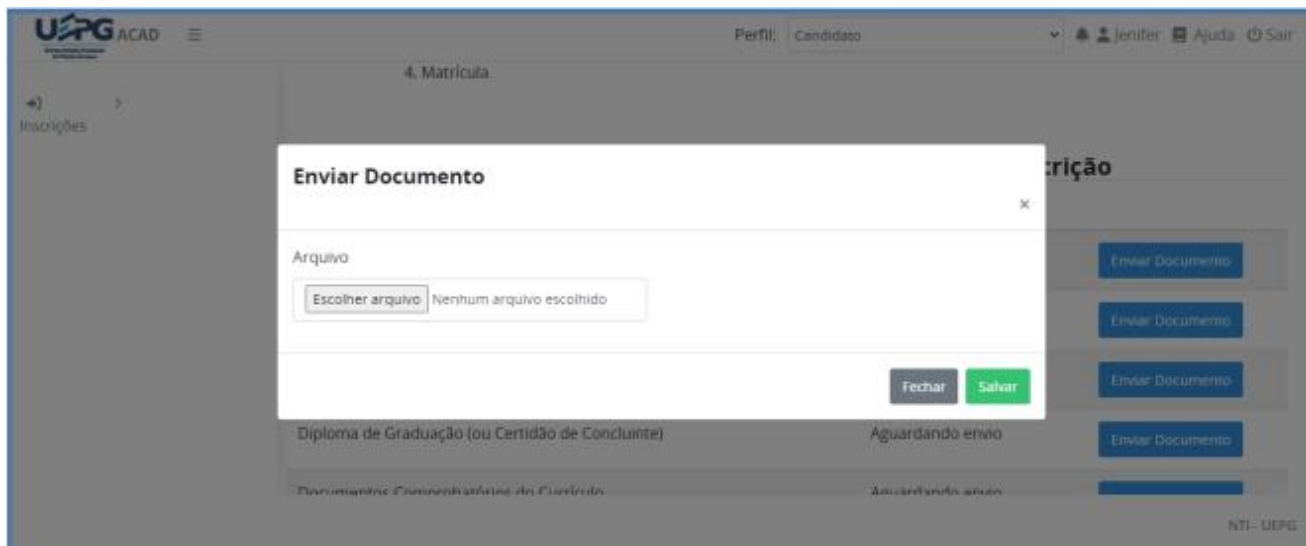 UEPG ACAD
Perfil: Candidato
Jenifer Ajuda Sair
4. Matrícula
Inscrições
crição
Enviar Documento
×
Arquivo
Escolher arquivo Nenhum arquivo escolhido
Fechar Salvar
Enviar Documento
Enviar Documento
Enviar Documento
Diploma de Graduação (ou Certidão de Concluinte) Aguardando envio Enviar Documento
Documentos Comprobatórios do Currículo Aguardando envio
NTI - UEPG